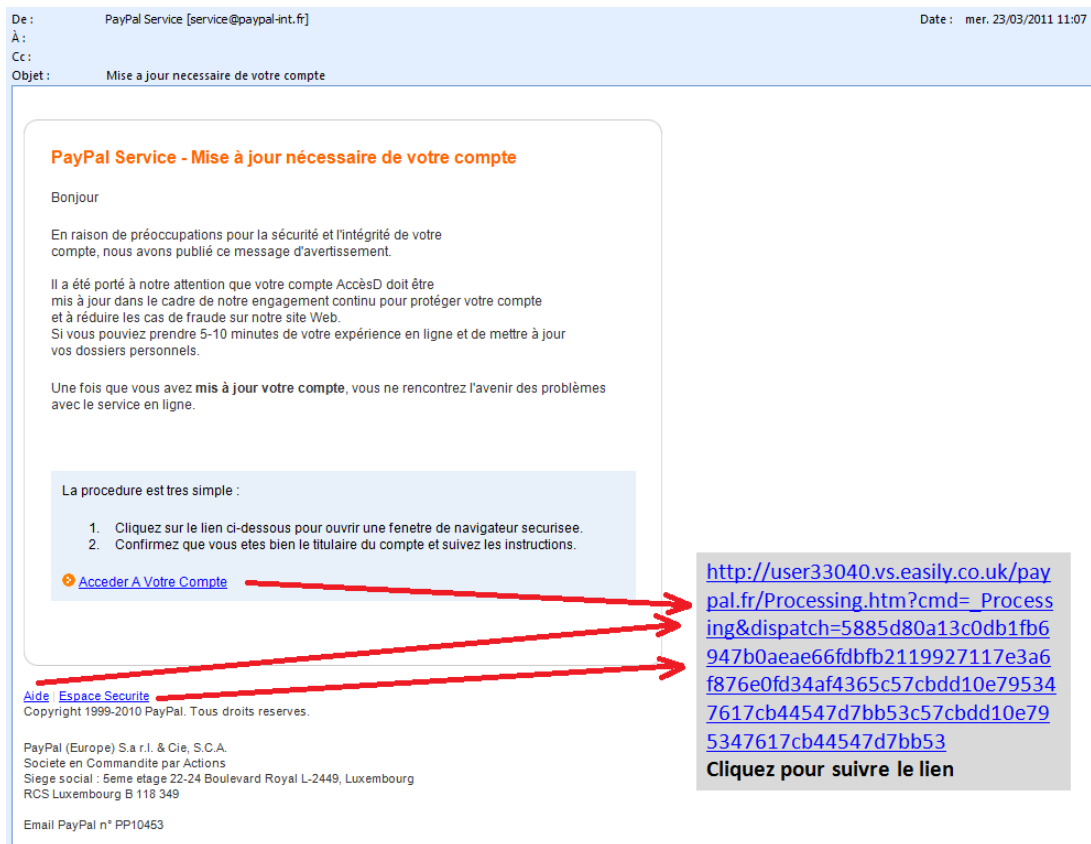 De : PayPal Service [service@paypal-int.fr] Date : mer. 23/03/2011 11:07
À :
Cc :
Objet : Mise a jour necessaire de votre compte
PayPal Service - Mise à jour nécessaire de votre compte
Bonjour
En raison de préoccupations pour la sécurité et l'intégrité de votre
compte, nous avons publié ce message d'avertissement.
Il a été porté à notre attention que votre compte AccèsD doit être
mis à jour dans le cadre de notre engagement continu pour protéger votre compte
et à réduire les cas de fraude sur notre site Web.
Si vous pouviez prendre 5-10 minutes de votre expérience en ligne et de mettre à jour
vos dossiers personnels.
Une fois que vous avez mis à jour votre compte, vous ne rencontrez l'avenir des problèmes
avec le service en ligne.
La procedure est tres simple :
1. Cliquez sur le lien ci-dessous pour ouvrir une fenetre de navigateur securisee.
2. Confirmez que vous etes bien le titulaire du compte et suivez les instructions.
Acceder A Votre Compte
http://user33040.vs.easily.co.uk/pay
pal.fr/Processing.htm?cmd=_Process
ing&dispatch=5885d80a13c0db1fb6
947b0aeae66fdbfb2119927117e3a6
f876e0fd34af4365c57cbdd10e79534
7617cb44547d7bb53c57cbdd10e79
5347617cb44547d7bb53
Cliquez pour suivre le lien
Aide | Espace Securite
Copyright 1999-2010 PayPal. Tous droits reserves.
PayPal (Europe) S.a r.l. & Cie, S.C.A.
Societe en Commandite par Actions
Siege social : 5eme etage 22-24 Boulevard Royal L-2449, Luxembourg
RCS Luxembourg B 118 349
Email PayPal n° PP10453